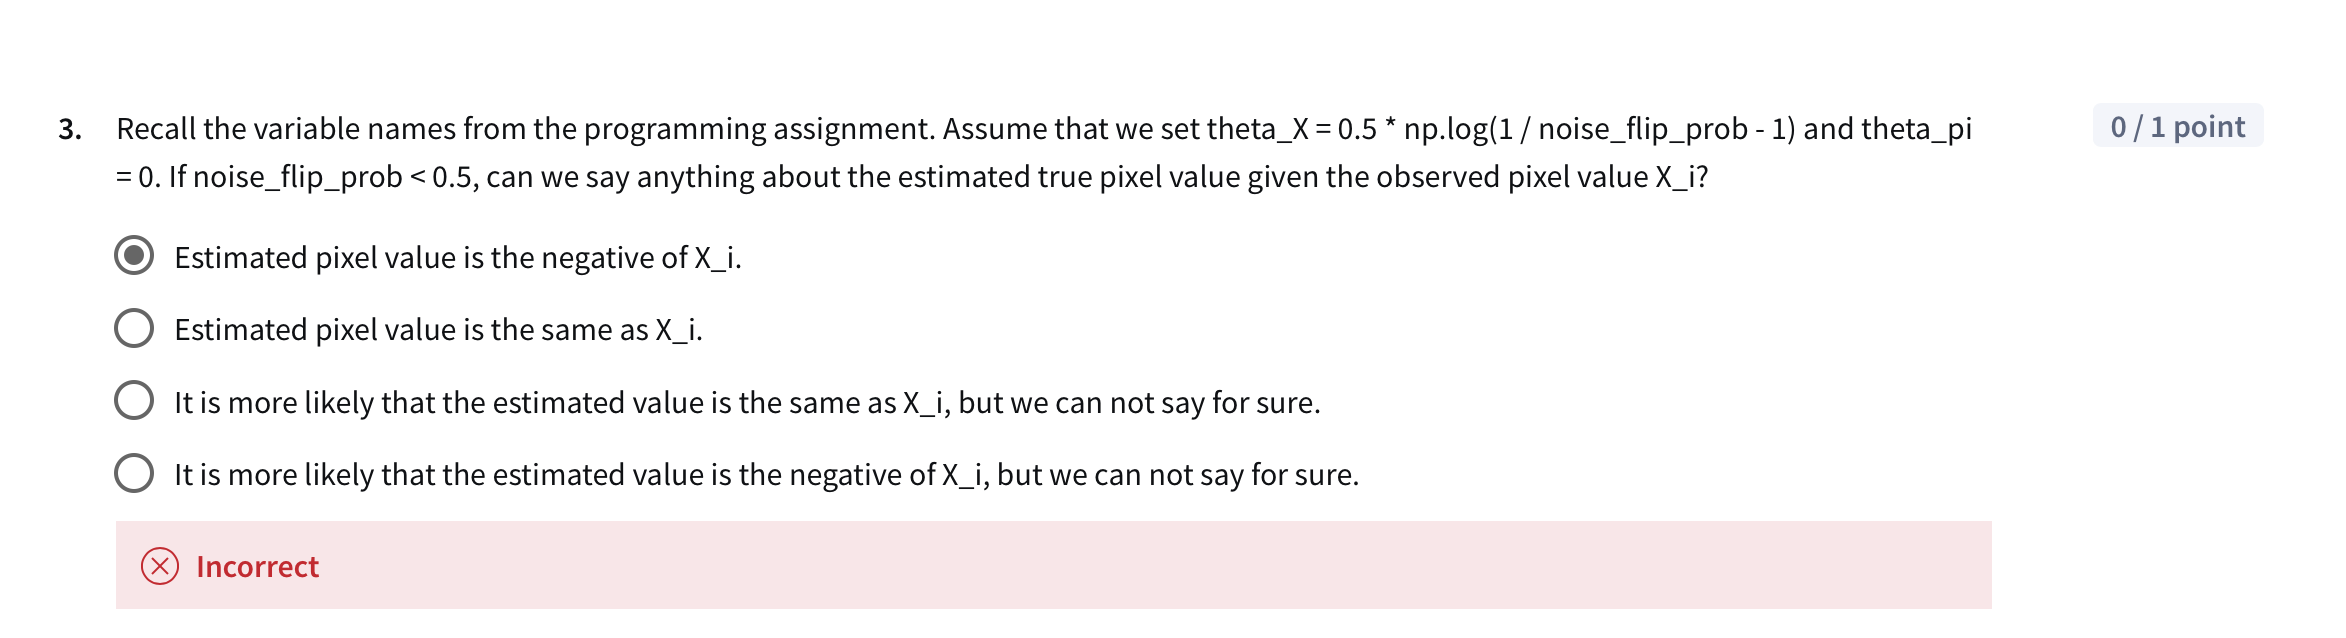 3. Recall the variable names from the programming assignment. Assume that we set theta_X = 0.5 * np.log(1 / noise_flip_prob - 1) and theta_pi 0 / 1 point
= 0. If noise_flip_prob < 0.5, can we say anything about the estimated true pixel value given the observed pixel value X_i?
Estimated pixel value is the negative of X_i.
Estimated pixel value is the same as X_i.
It is more likely that the estimated value is the same as X_i, but we can not say for sure.
It is more likely that the estimated value is the negative of X_i, but we can not say for sure.
Incorrect